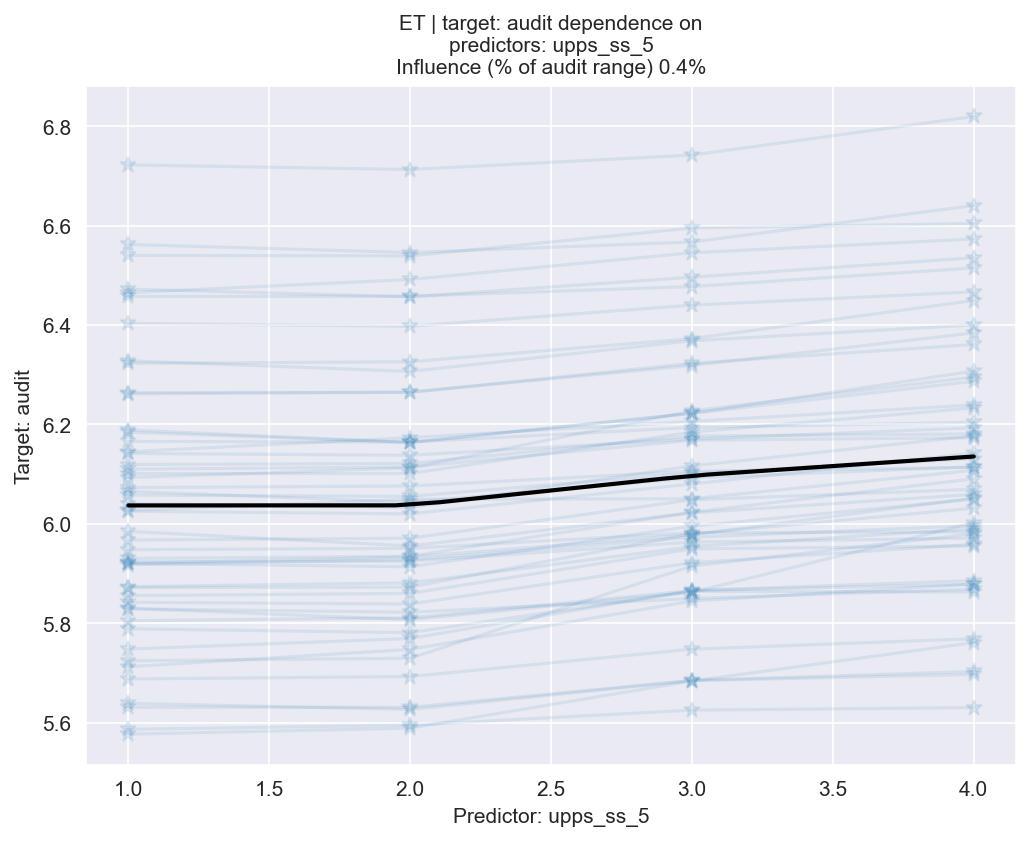 ET | target: audit dependence on
predictors: upps_ss_5
Influence (% of audit range) 0.4%
6.8
6.6
6.4
6.2
6.0
5.8
5.6
Target: audit
1.0 1.5 2.0 2.5 3.0 3.5 4.0
Predictor: upps_ss_5